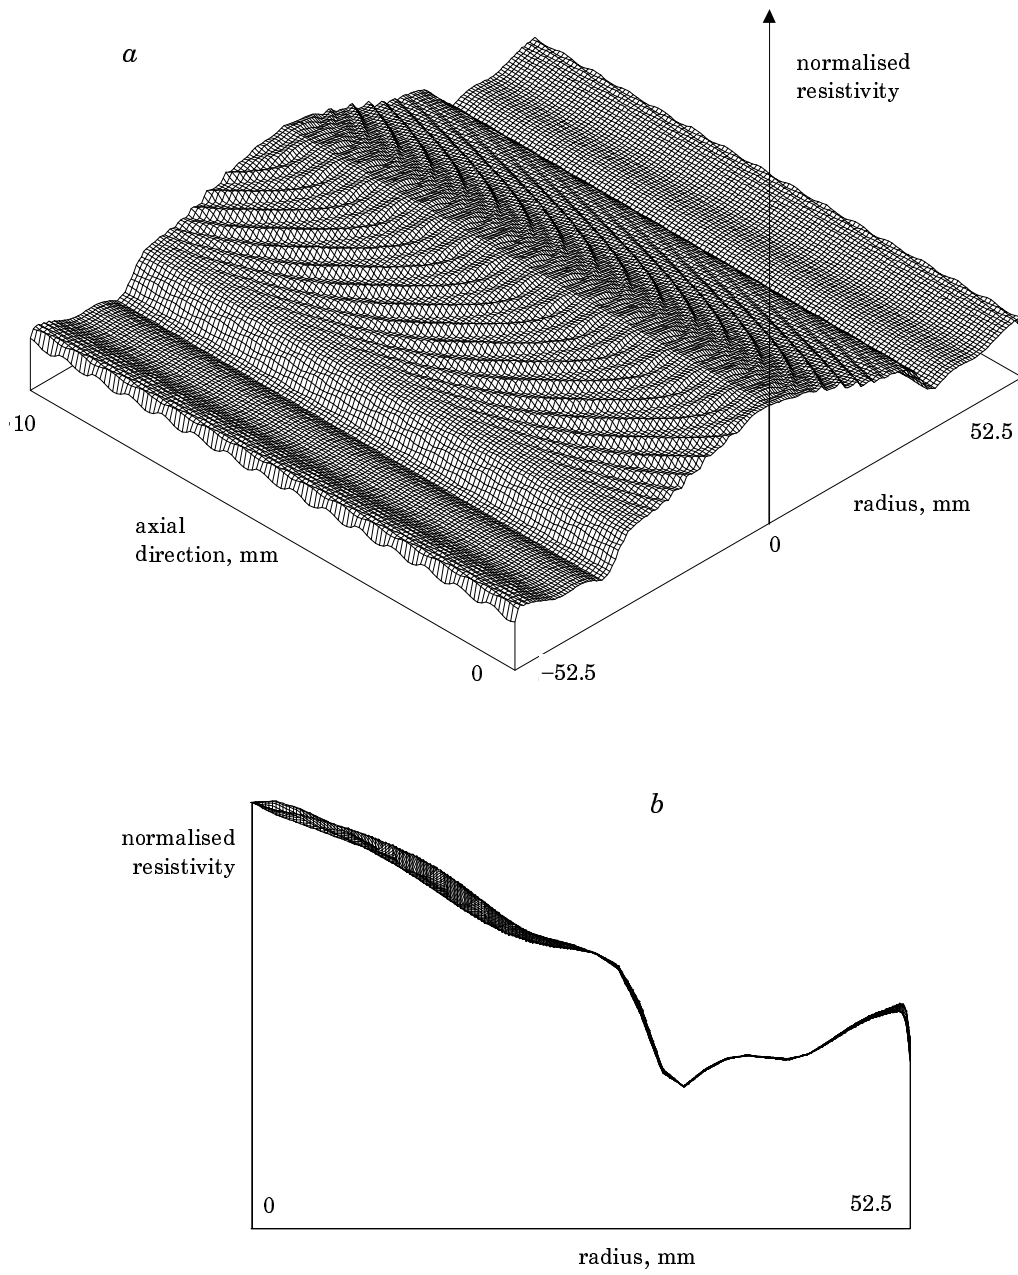 a
normalised
resistivity
10
52.5
radius, mm
axial
direction, mm
0
0
−52.5
b
normalised
resistivity
0
52.5
radius, mm